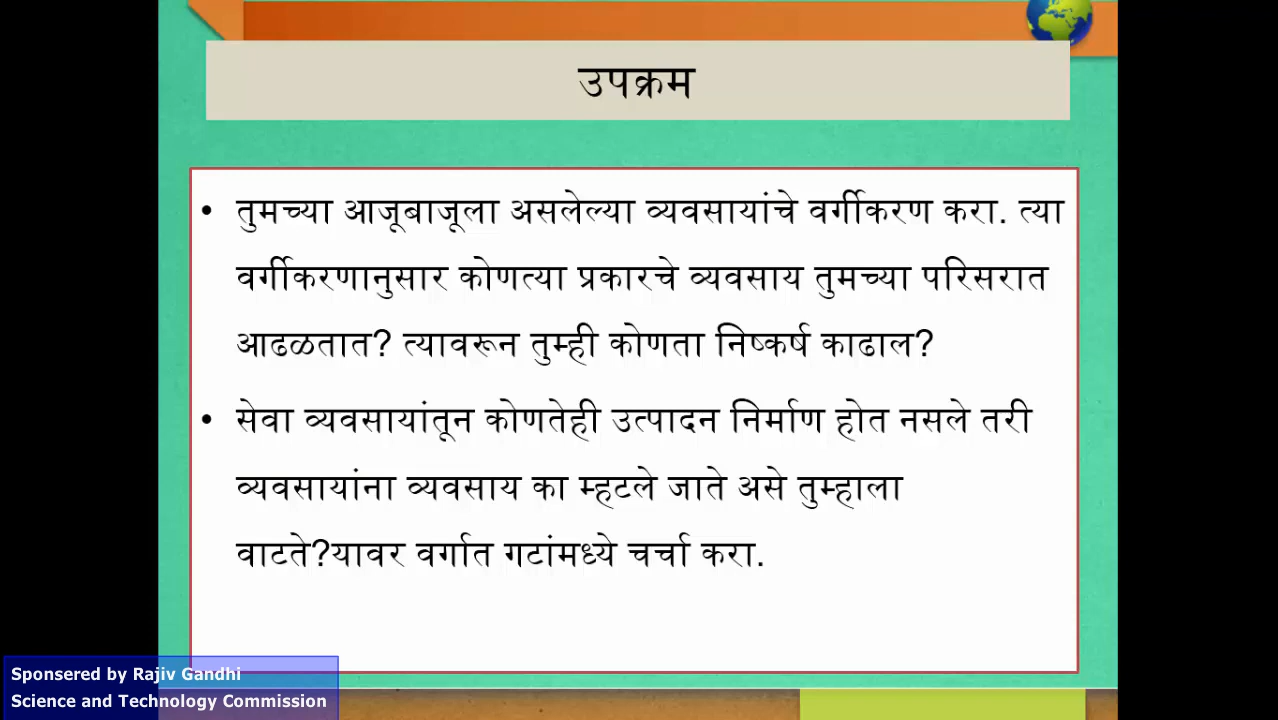 उपक्रम
• तुमच्या आजूबाजूला असलेल्या व्यवसायांचे वर्गीकरण करा. त्या
वर्गीकरणानुसार कोणत्या प्रकारचे व्यवसाय तुमच्या परिसरात
आढळतात? त्यावरून तुम्ही कोणता निष्कर्ष काढाल?
• सेवा व्यवसायांतून कोणतेही उत्पादन निर्माण होत नसले तरी
व्यवसायांना व्यवसाय का म्हटले जाते असे तुम्हाला
वाटते?यावर वर्गात गटांमध्ये चर्चा करा.
Sponsered by Rajiv Gandhi
Science and Technology Commission